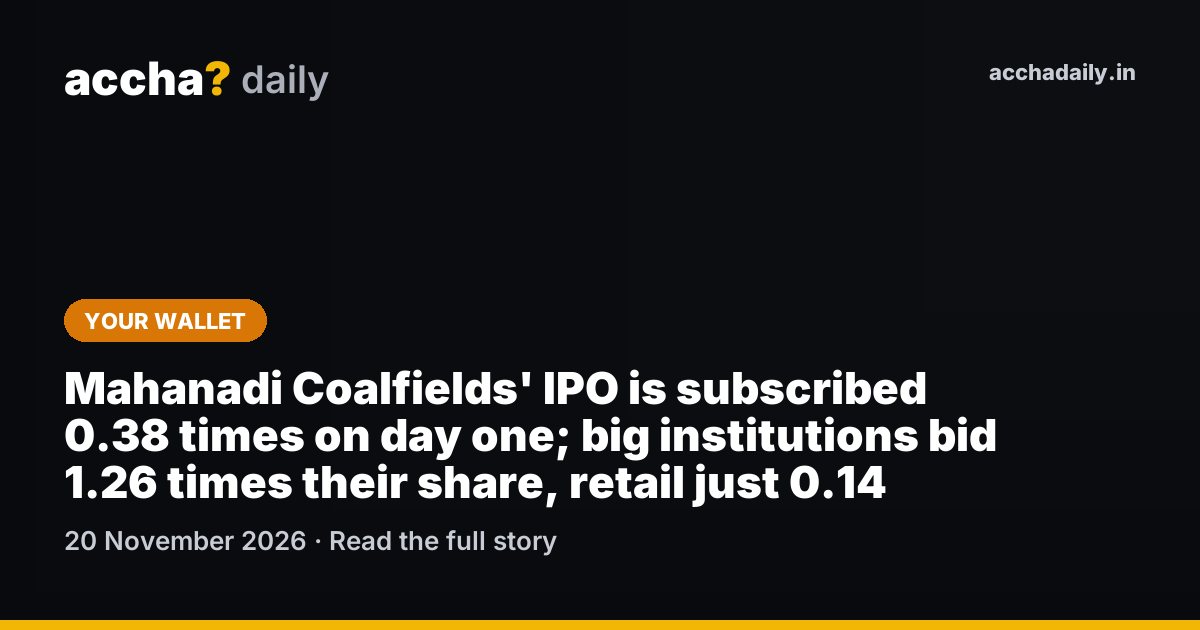 accha? daily
acchadaily.in
YOUR WALLET
Mahanadi Coalfields' IPO is subscribed
0.38 times on day one; big institutions bid
1.26 times their share, retail just 0.14
20 November 2026 · Read the full story